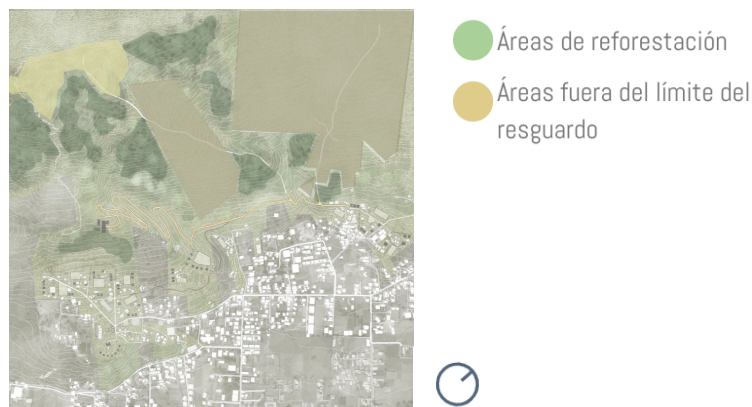 Áreas de reforestación
Áreas fuera del límite del
resguardo